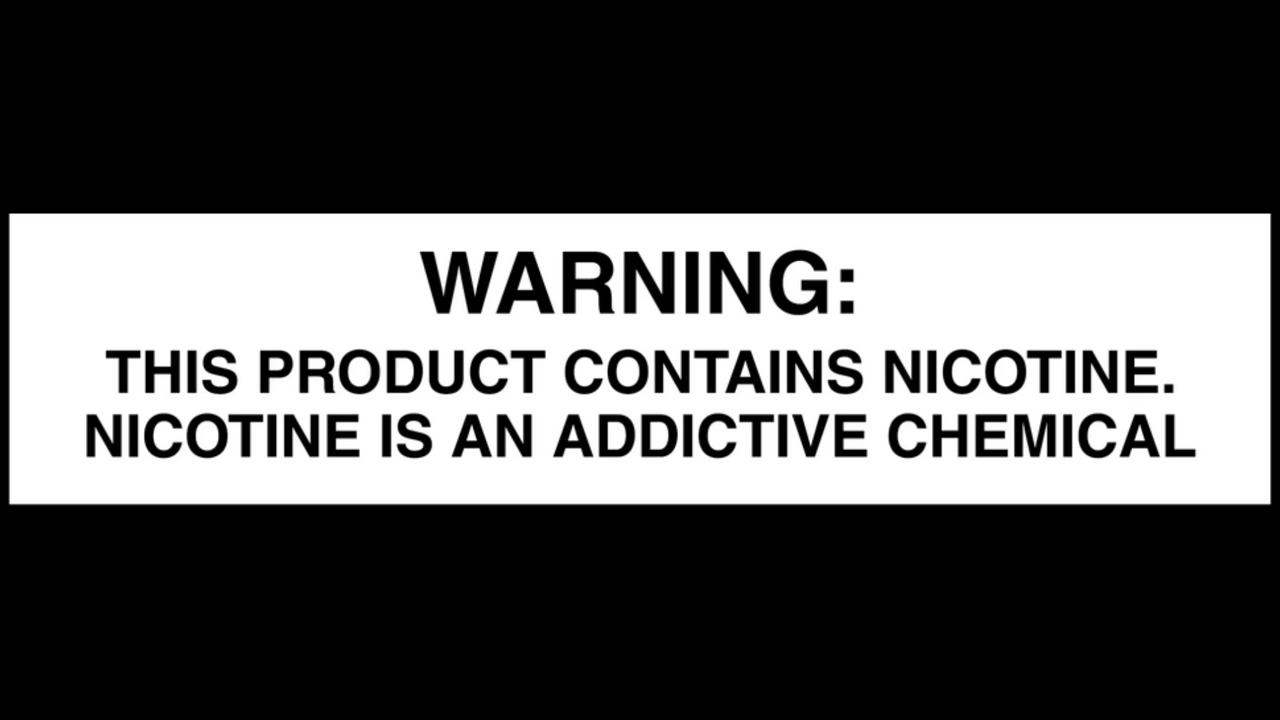 WARNING:
THIS PRODUCT CONTAINS NICOTINE.
NICOTINE IS AN ADDICTIVE CHEMICAL